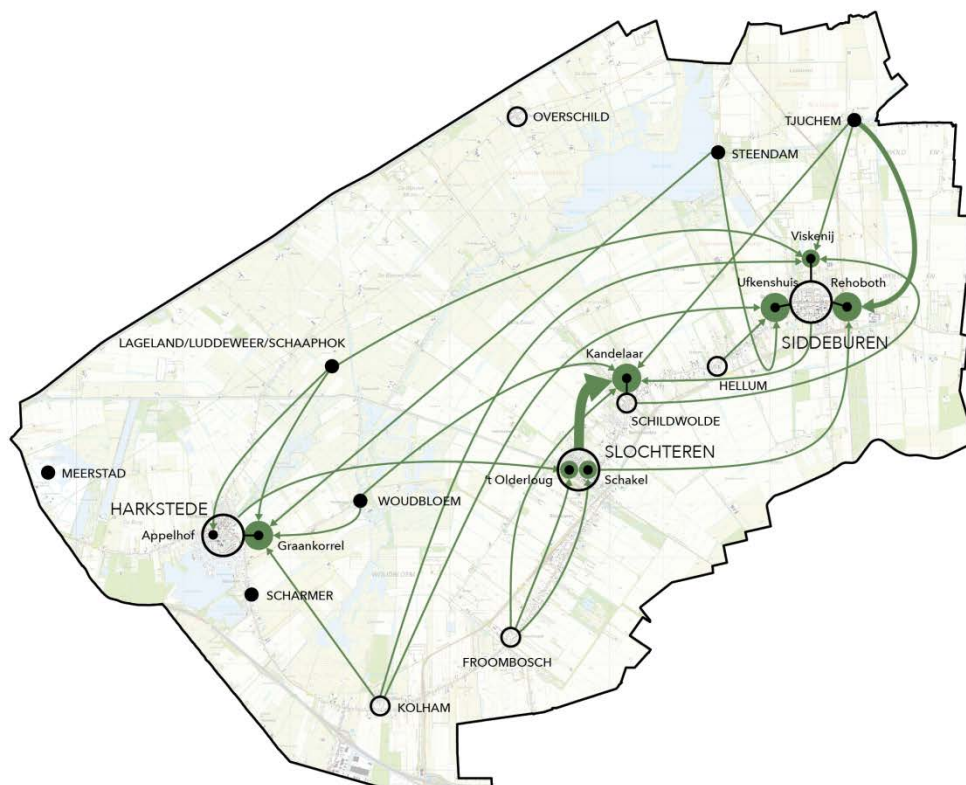 OVERSCHILD
TJUCHEM
STEENDAM
Viskenij
Ufkenshuis
Rehoboth
SIDDEBUREN
LAGELAND/LUDDEWEER/SCHAAPHOK
Kandelaar
HELLUM
SCHILDWOLDE
SLOCHTEREN
MEERSTAD
't Olderloug
Schakel
HARKSTEDE
WOUDBLOEM
Appelhof
Graankorrel
SCHARMER
FROOMBOSCH
KOLHAM